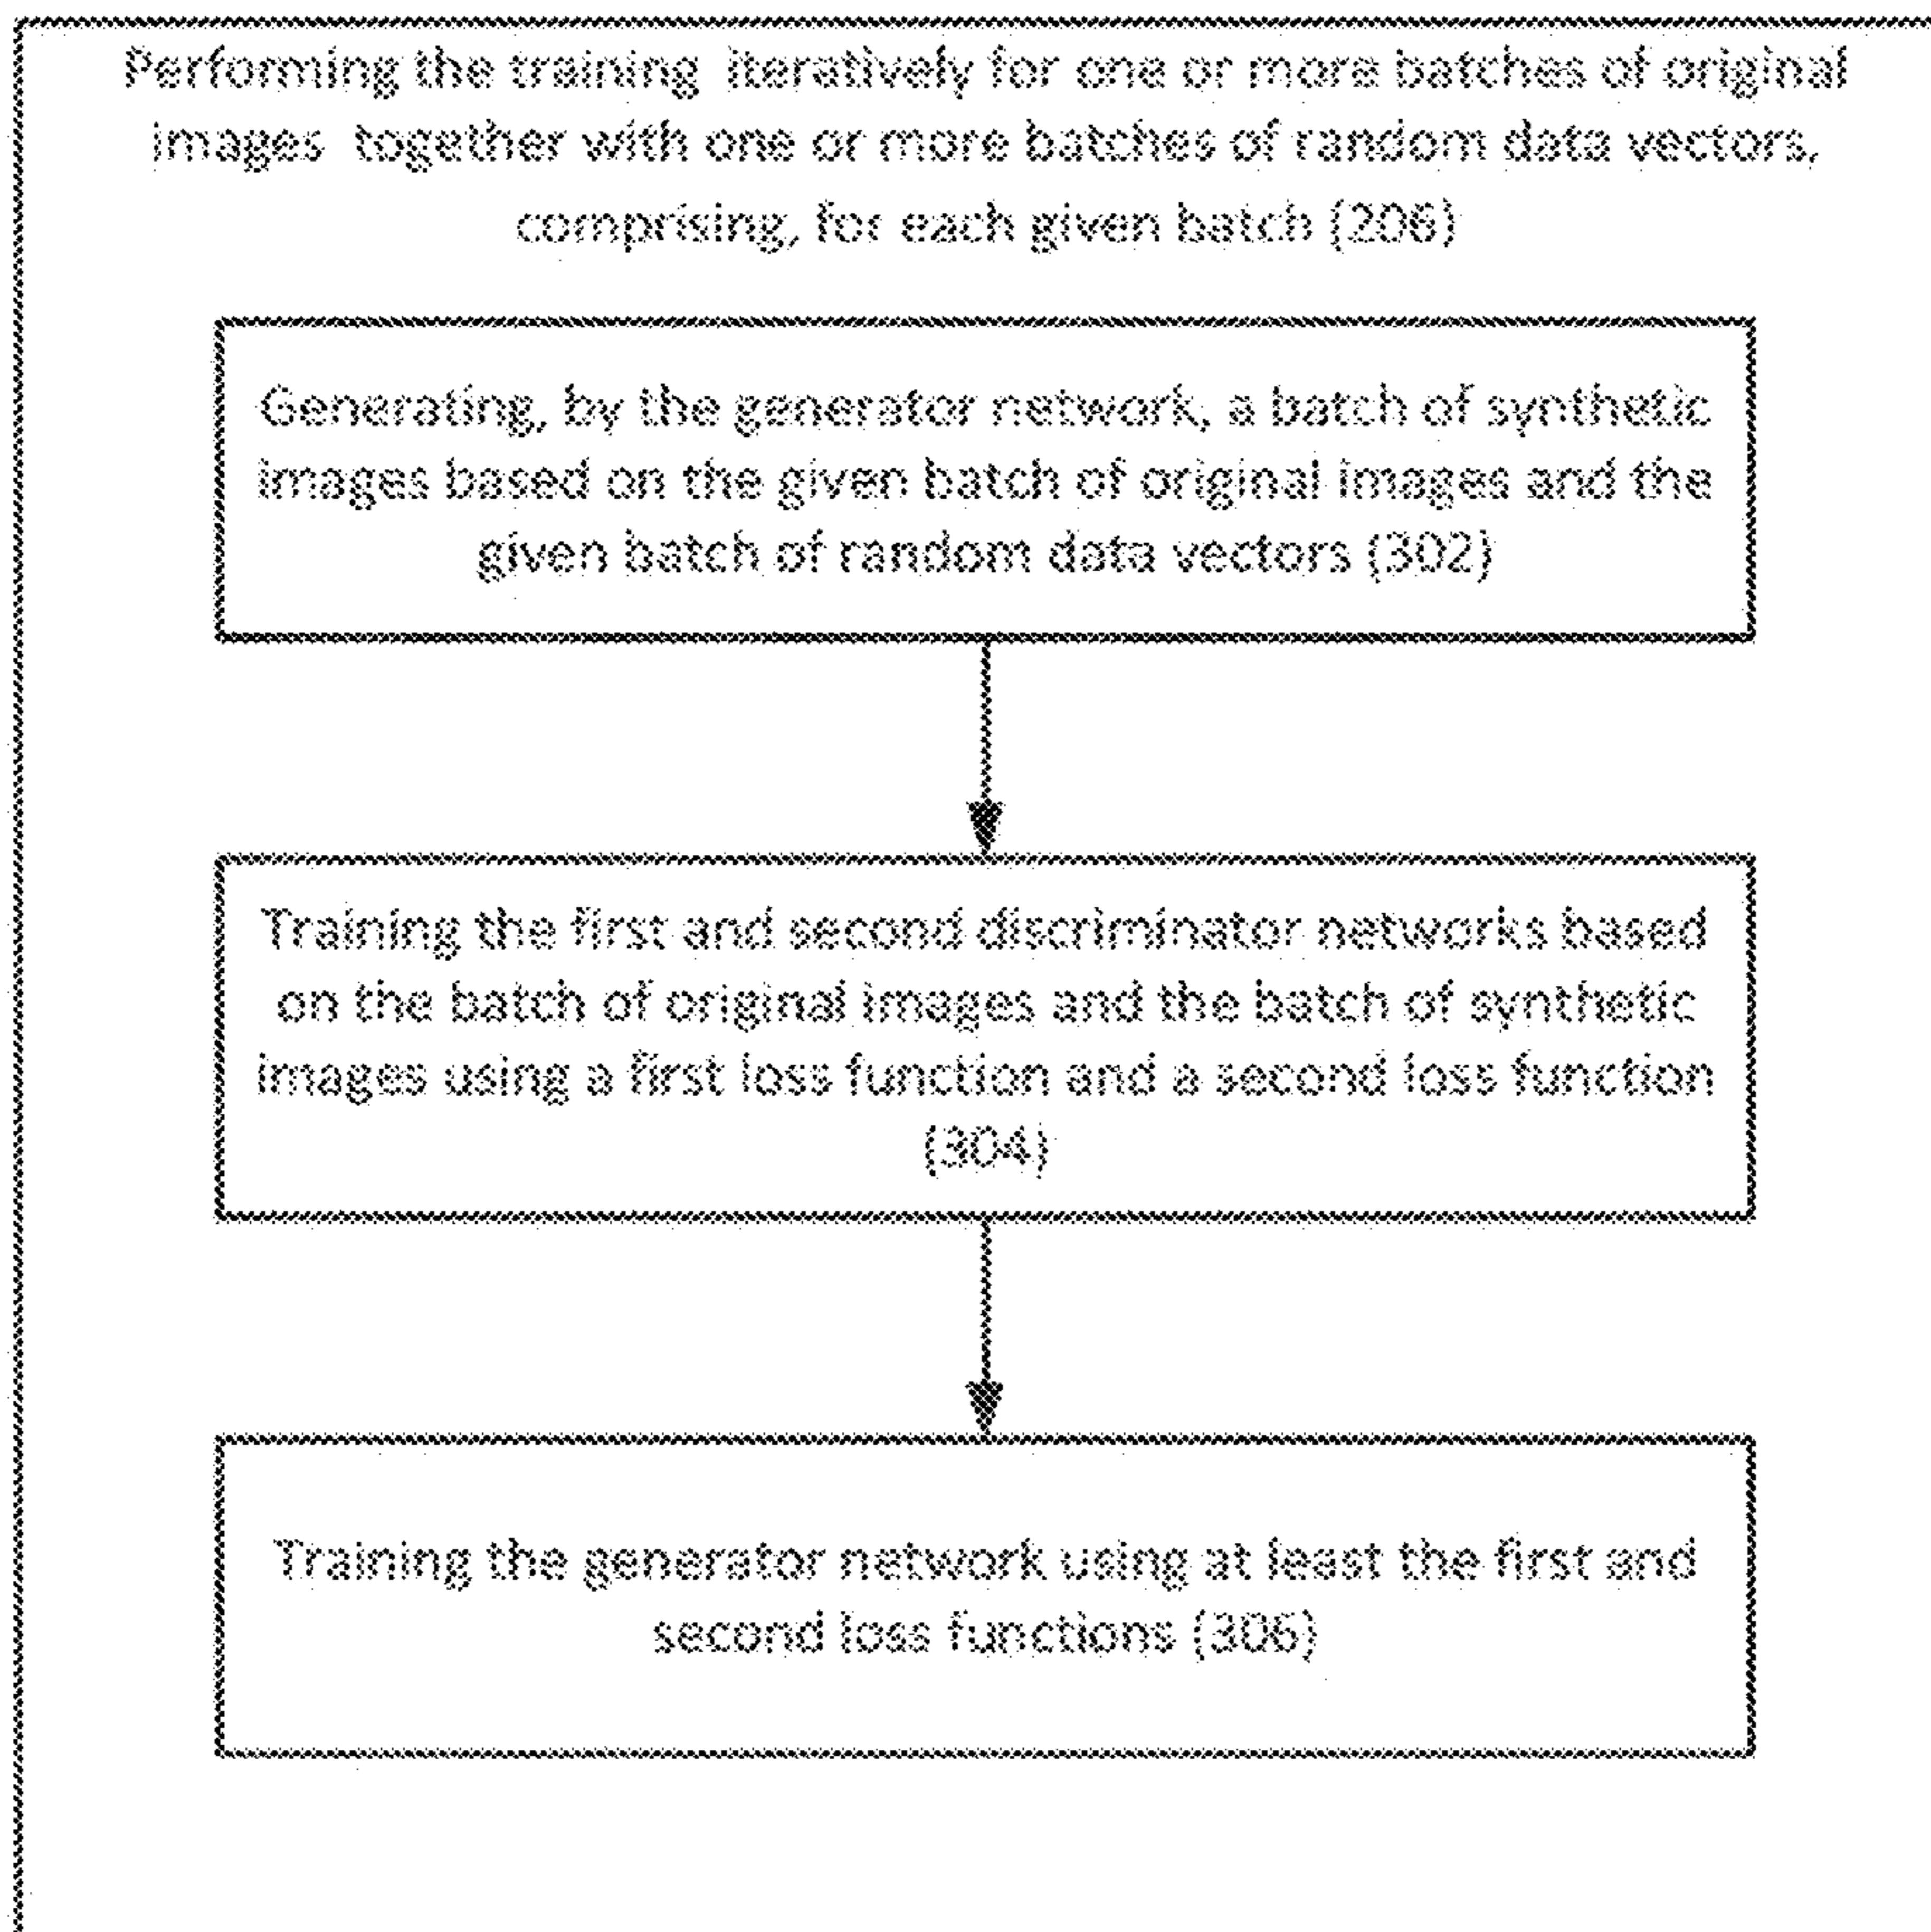 Performing the training iteratively for one or more batches of original
images together with one or more batches of random data vectors,
comprising, for each given batch (206)
Generating, by the generator network, a batch of synthetic
images based on the given batch of original images and the
given batch of random data vectors (302)
Training the first and second discriminator networks based
on the batch of original images and the batch of synthetic
images using a first loss function and a second loss function
(304)
Training the generator network using at least the first and
second loss functions (306)